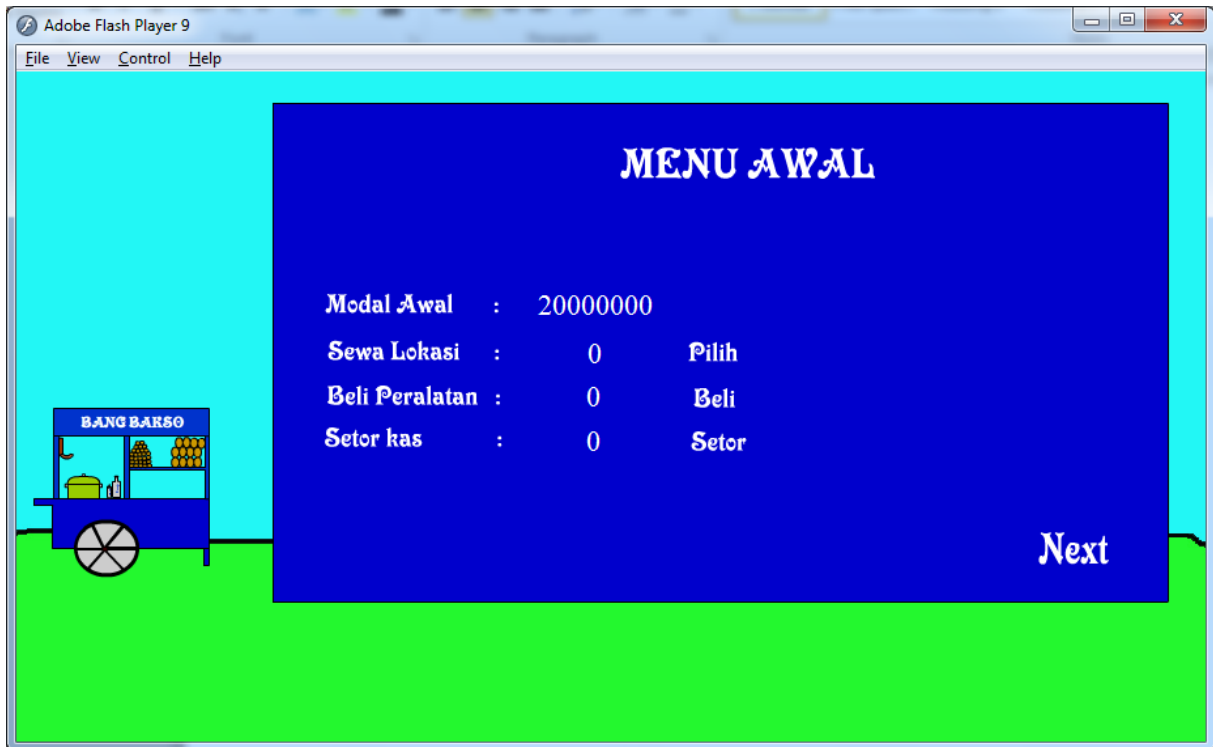 Adobe Flash Player 9
File View Control Help
MENU AWAL
Modal Awal : 20000000
Sewa Lokasi : 0 Pilih
Beli Peralatan : 0 Beli
Setor kas : 0 Setor
BANG BAKSO
Next